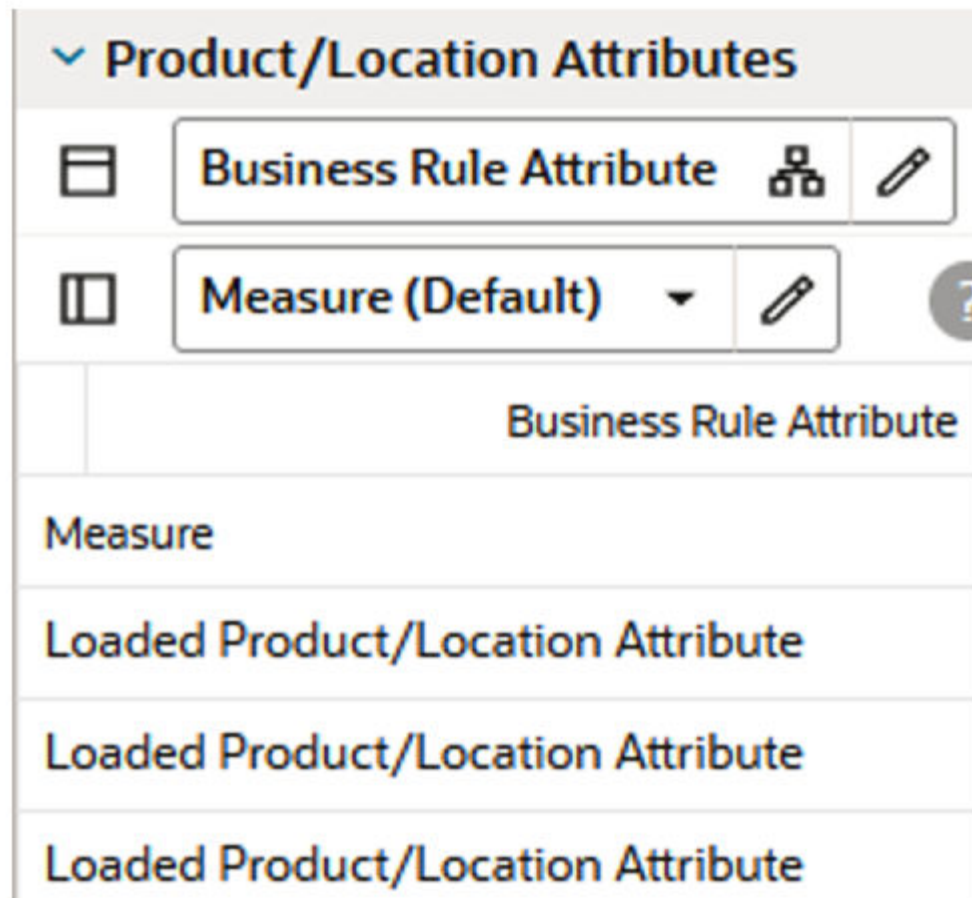 Product/Location Attributes
Business Rule Attribute
Measure (Default)
?
Business Rule Attribute
Measure
Loaded Product/Location Attribute
Loaded Product/Location Attribute
Loaded Product/Location Attribute